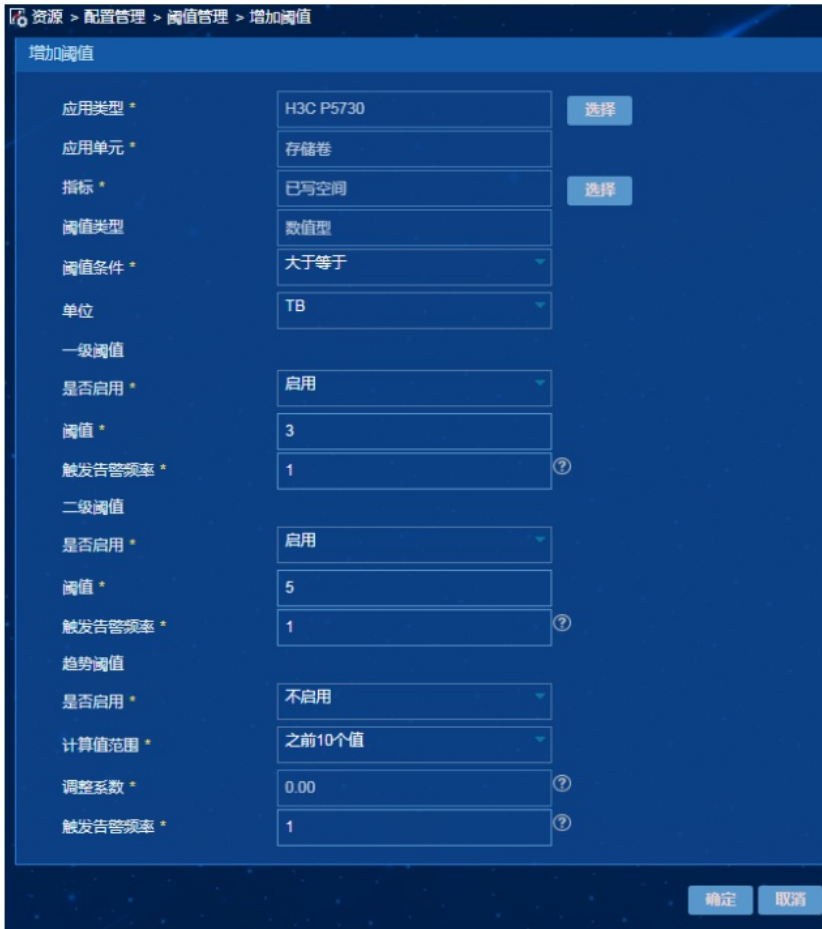 资源 > 配置管理 > 阈值管理 > 增加阈值
增加阈值
应用类型 * H3C P5730 选择
应用单元 * 存储卷
指标 * 已写空间 选择
阈值类型 数值型
阈值条件 * 大于等于
单位 TB
一级阈值
是否启用 * 启用
阈值 * 3
触发告警频率 * 1 ?
二级阈值
是否启用 * 启用
阈值 * 5
触发告警频率 * 1 ?
趋势阈值
是否启用 * 不启用
计算值范围 * 之前10个值
调整系数 * 0.00 ?
触发告警频率 * 1 ?
确定 取消